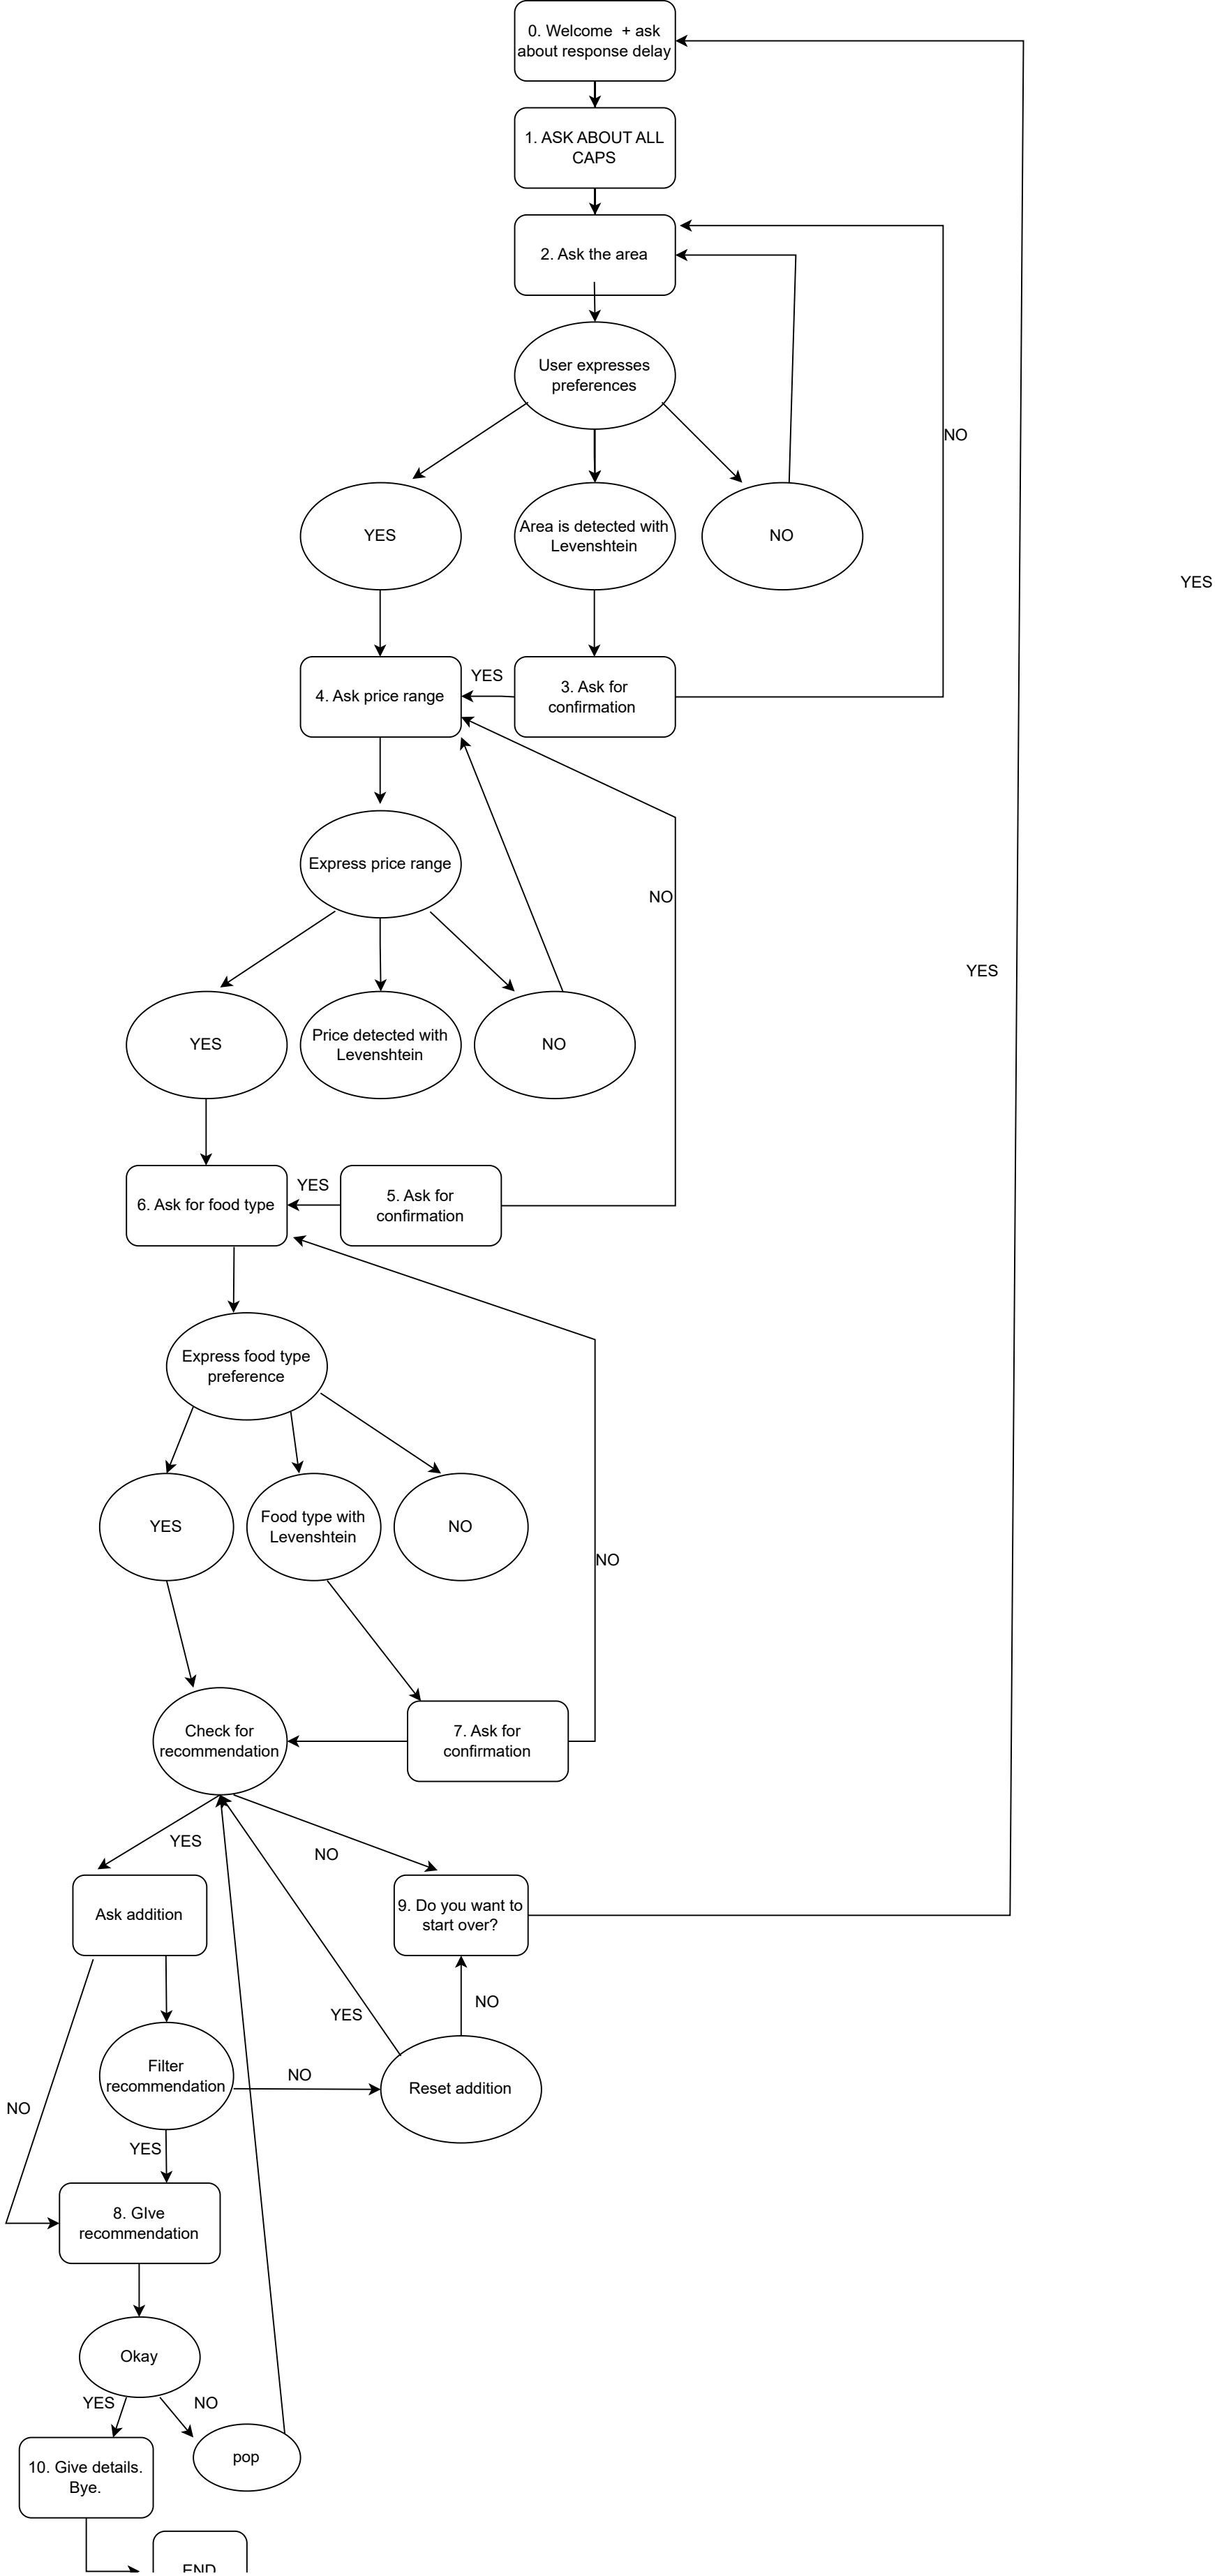 0. Welcome + ask
about response delay
1. ASK ABOUT ALL
CAPS
2. Ask the area
User expresses
preferences
NO
YES
Area is detected with
Levenshtein
NO
YES
4. Ask price range
YES
3. Ask for
confirmation
Express price range
NO
YES
YES
Price detected with
Levenshtein
NO
6. Ask for food type
YES
5. Ask for
confirmation
Express food type
preference
YES
Food type with
Levenshtein
NO
NO
Check for
recommendation
7. Ask for
confirmation
YES
NO
Ask addition
9. Do you want to
start over?
NO
YES
Filter
recommendation
NO
Reset addition
NO
YES
8. GIve
recommendation
Okay
YES
NO
10. Give details.
Bye.
pop
END